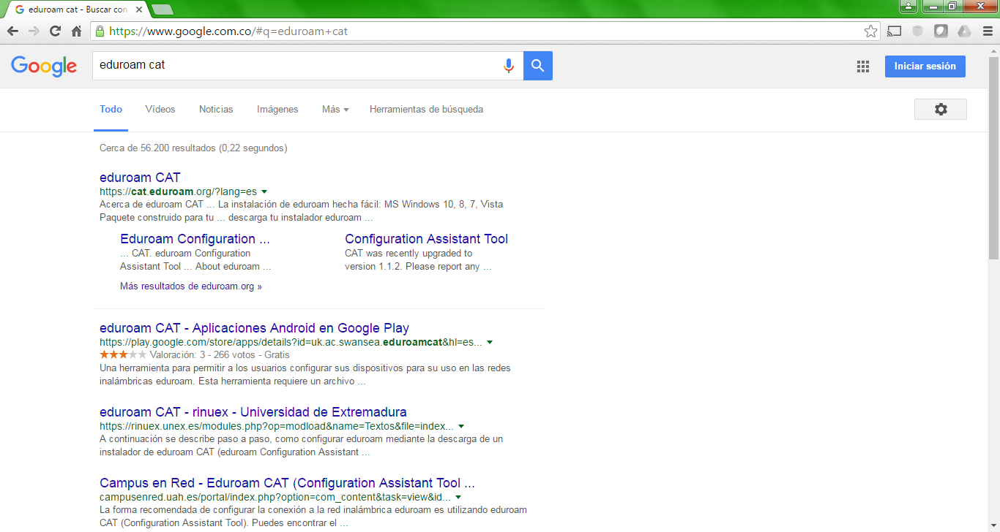 eduroam cat - Buscar con
https://www.google.com.co/#q=eduroam+cat
Google
eduroam cat
Iniciar sesión
Todo Vídeos Noticias Imágenes Más Herramientas de búsqueda
Cerca de 56.200 resultados (0,22 segundos)
eduroam CAT
https://cat.eduroam.org/?lang=es
Acerca de eduroam CAT ... La instalación de eduroam hecha fácil: MS Windows 10, 8, 7, Vista
Paquete construido para tu ... descarga tu instalador eduroam ...
Eduroam Configuration ...
... CAT. eduroam Configuration
Assistant Tool ... About eduroam ...
Configuration Assistant Tool
CAT was recently upgraded to
version 1.1.2. Please report any ...
Más resultados de eduroam.org »
eduroam CAT - Aplicaciones Android en Google Play
https://play.google.com/store/apps/details?id=uk.ac.swansea.eduroamcat&hl=es...
Valoración: 3 - 266 votos - Gratis
Una herramienta para permitir a los usuarios configurar sus dispositivos para su uso en las redes
inalámbricas eduroam. Esta herramienta requiere un archivo ...
eduroam CAT - rinuex - Universidad de Extremadura
https://rinuex.unex.es/modules.php?op=modload&name=Textos&file=index...
A continuación se describe paso a paso, como configurar eduroam mediante la descarga de un
instalador de eduroam CAT (eduroam Configuration Assistant ...
Campus en Red - Eduroam CAT (Configuration Assistant Tool ...
campusenred.uah.es/portal/index.php?option=com_content&task=view&id...
La forma recomendada de configurar la conexión a la red inalámbrica eduroam es utilizando eduroam
CAT (Configuration Assistant Tool). Puedes encontrar el ...